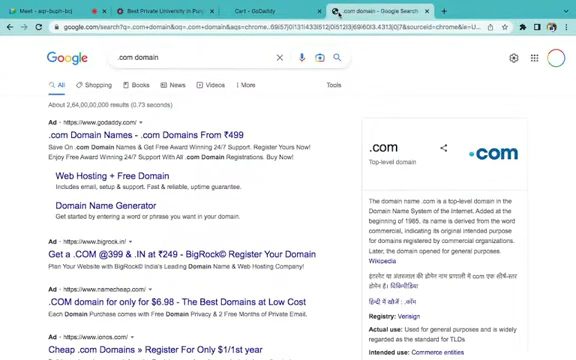 Meet - aqr-buph-bcj
Best Private University in Punj
Cart - GoDaddy
.com domain - Google Search
google.com/search?q=.com+domain&oq=.com+domain&aqs=chrome..69i57j0i131i433i512j0i512l3j69i60l3.4313j0j7&sourceid=chrome&ie=U...
Google
.com domain
All
Shopping
Books
News
Videos
More
Tools
About 2,64,00,00,000 results (0.73 seconds)
Ad · https://www.godaddy.com/
.com Domain Names - .com Domains From ₹499
Save On .com Domain Names & Get Free Award Winning 24/7 Support. Register Yours Now!
Enjoy Free Award Winning 24/7 Support With All .com Domain Registrations. Buy Now!
Web Hosting + Free Domain
Includes email, setup & support. Fast & reliable, uptime guarantee.
Domain Name Generator
Get started by entering a word or phrase you want in your domain.
Ad · https://www.bigrock.in/
Get a .COM @399 & .IN at ₹249 - BigRock© Register Your Domain
Plan Your Website with BigRock! India's Leading Domain Name & Web Hosting Company!
Ad · https://www.namecheap.com/
.COM domain for only for $6.98 - The Best Domains at Low Cost
Each Domain Purchase comes with Free Domain Privacy & 2 Free Months of Private Email.
Ad · https://www.ionos.com/
Cheap .com Domains » Register For Only $1/1st year
.com
Top-level domain
.com
The domain name .com is a top-level domain in the
Domain Name System of the Internet. Added at the
beginning of 1985, its name is derived from the word
commercial, indicating its original intended purpose
for domains registered by commercial organizations.
Later, the domain opened for general purposes.
Wikipedia
इंटरनेट या अंतरजाल की डोमेन नाम प्रणाली में com एक शीर्ष-स्तर
डोमेन है। विकिपीडिया
हिन्दी में खोजें : .कॉम
Registry: Verisign
Actual use: Used for general purposes and is widely
regarded as the standard for TLDs
Intended use: Commerce entities